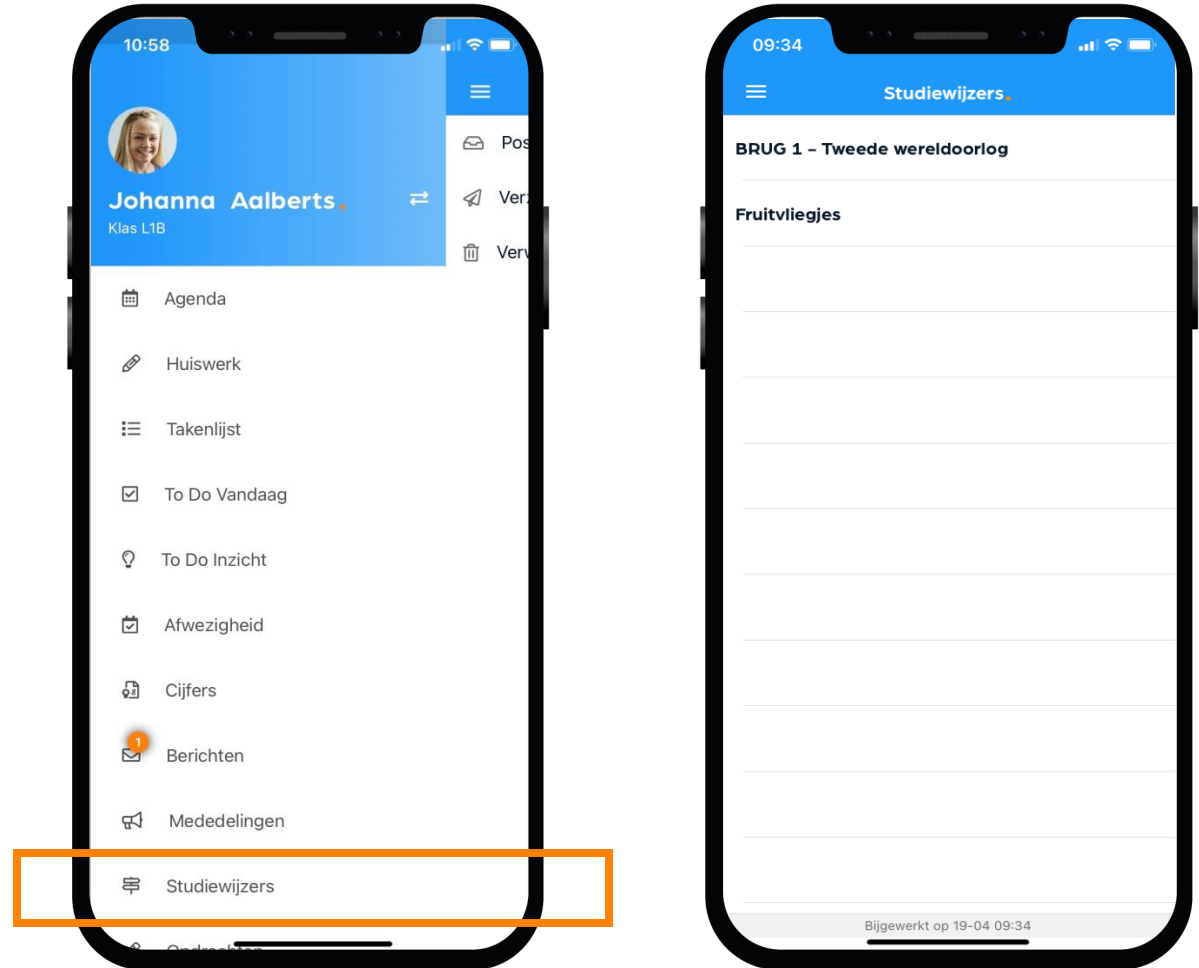 10:58
Johanna Aalberts.
Klas L1B
Pos
Ver
Verw
Agenda
Huiswerk
Takenlijst
To Do Vandaag
To Do Inzicht
Afwezigheid
Cijfers
1
Berichten
Mededelingen
Studiewijzers
09:34
Studiewijzers.
BRUG 1 - Tweede wereldoorlog
Fruitvliegjes
Bijgewerkt op 19-04 09:34